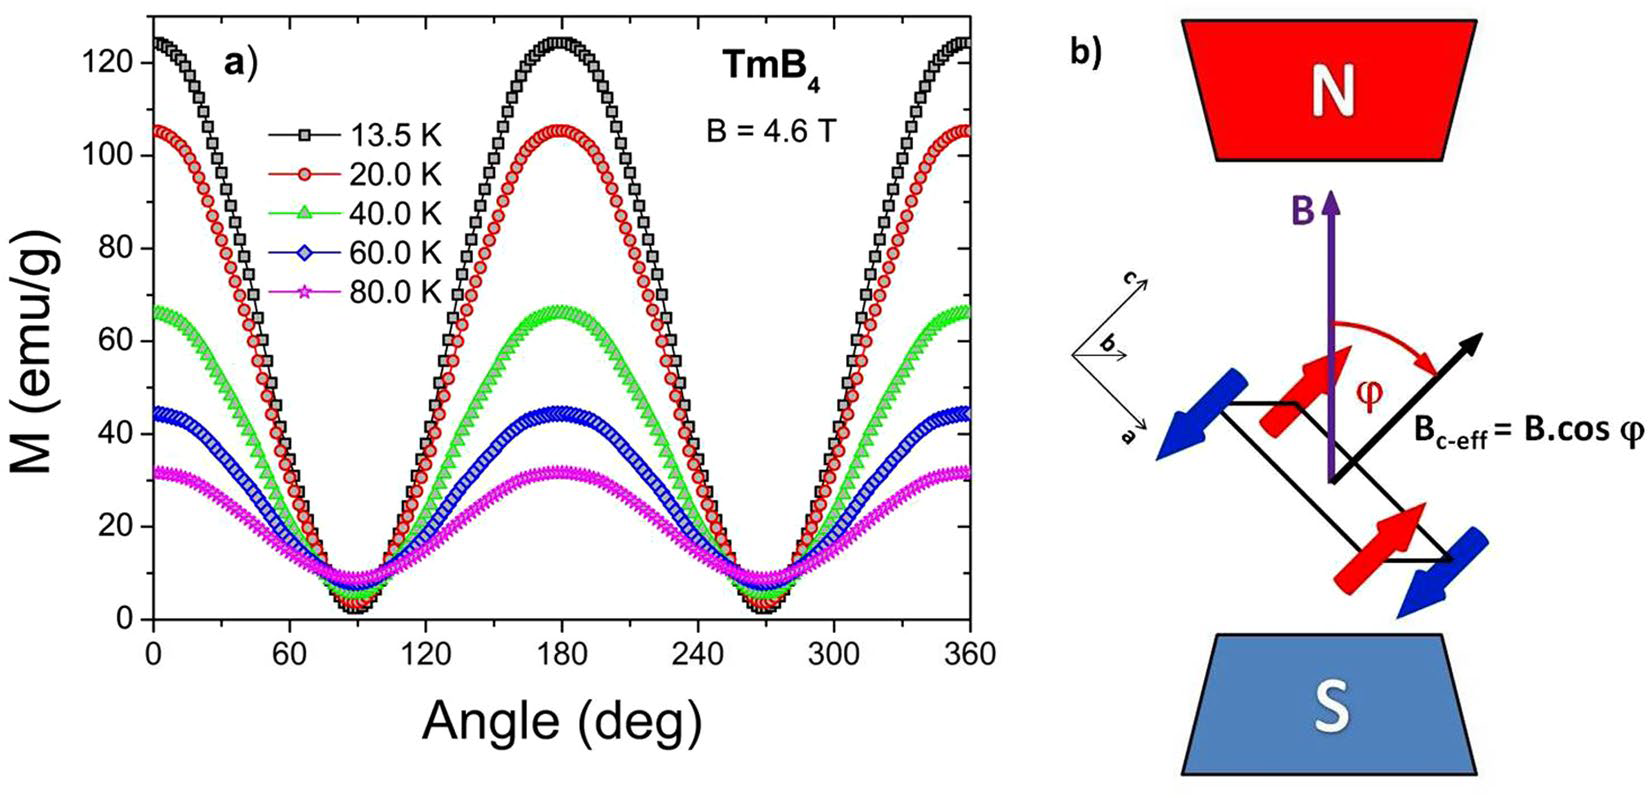 a)
TmB4
B = 4.6 T
13.5 K
20.0 K
40.0 K
60.0 K
80.0 K
M (emu/g)
120
100
80
60
40
20
0
0 60 120 180 240 300 360
Angle (deg)
b)
N
B
c
b
a
φ
Bc-eff = B.cos φ
S